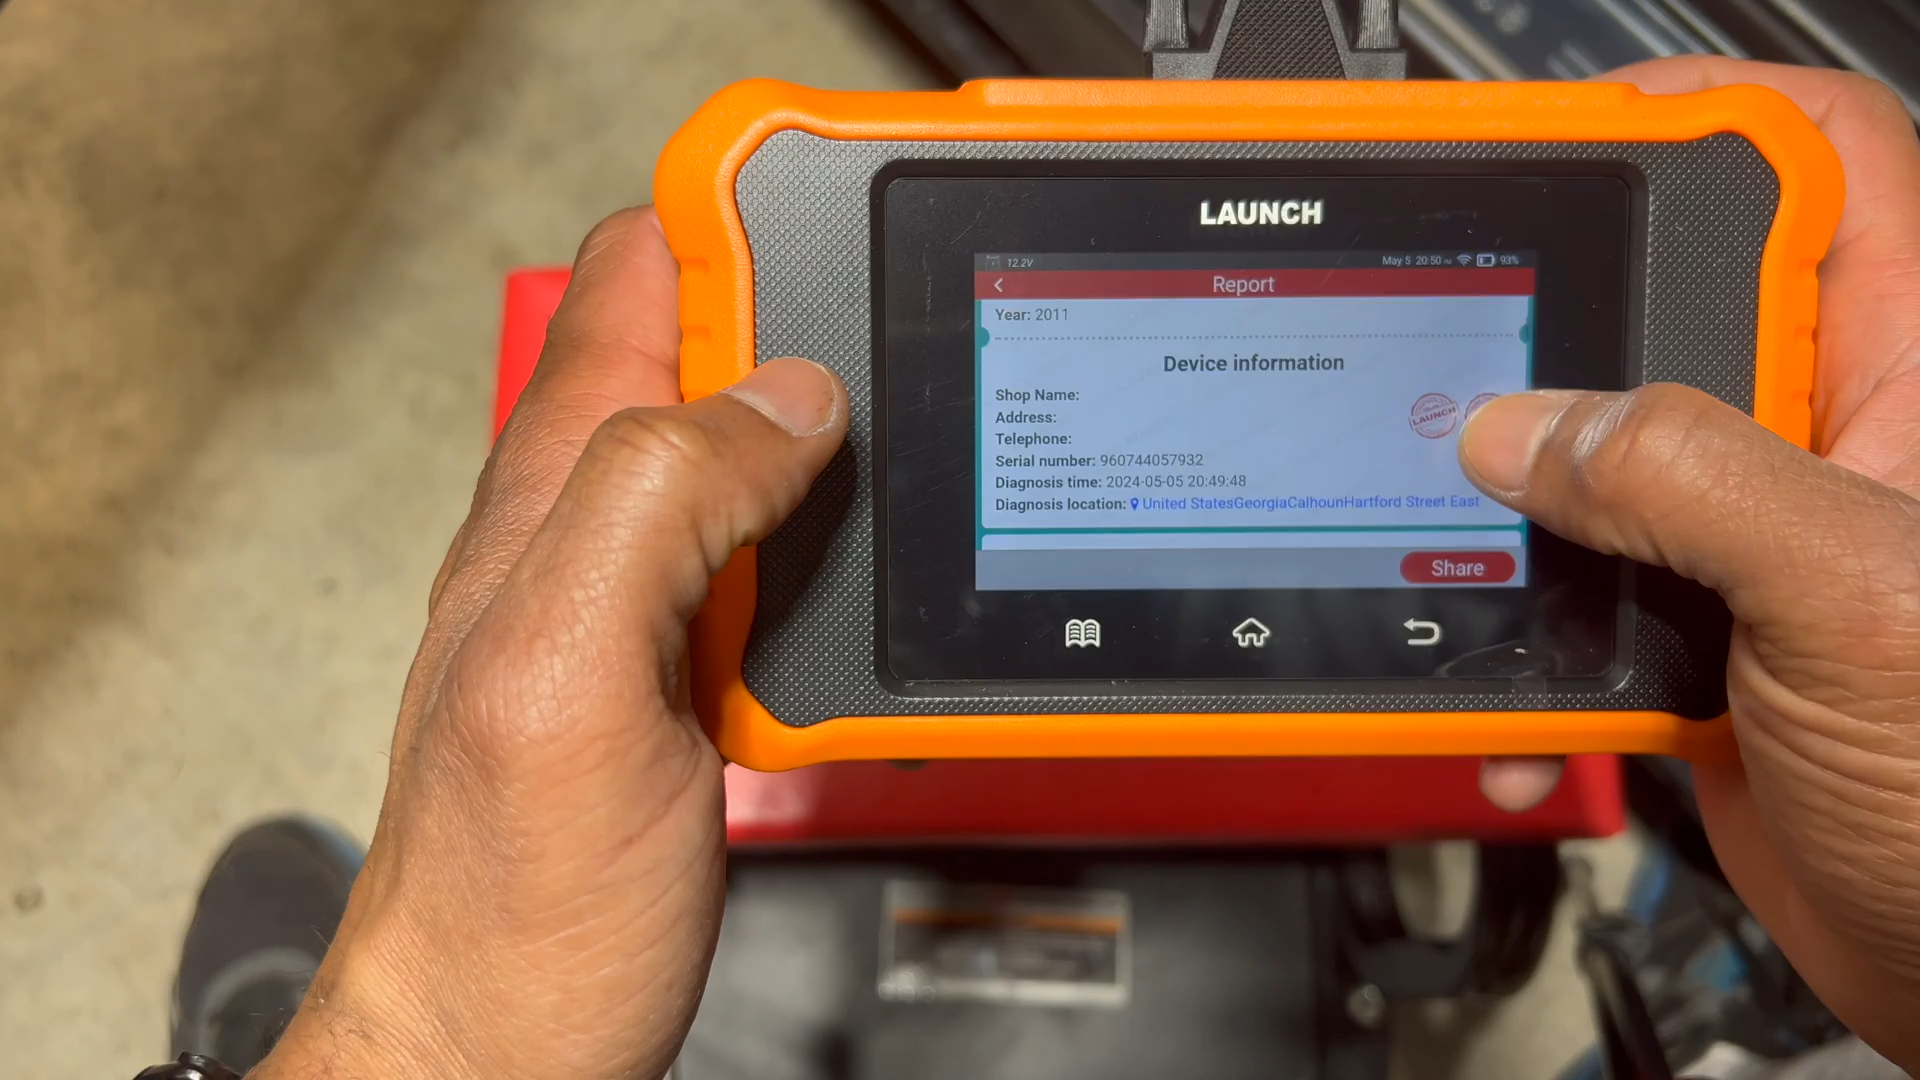 LAUNCH
12.2V
May 5 20:50 93%
Report
Year: 2011
Device information
Shop Name:
Address:
LAUNCH
Telephone:
Serial number: 960744057932
Diagnosis time: 2024-05-05 20:49:48
Diagnosis location: United StatesGeorgiaCalhounHartford Street East
Share